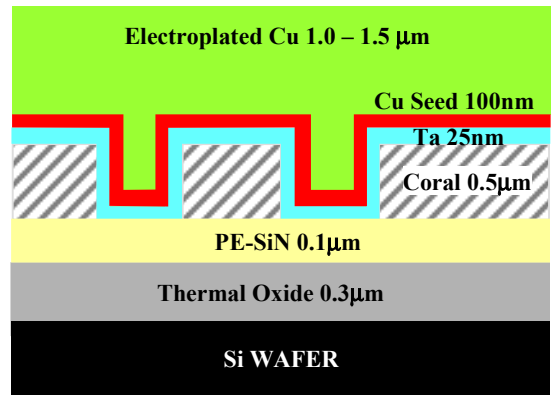 Electroplated Cu 1.0 – 1.5 μm
Cu Seed 100nm
Ta 25nm
Coral 0.5μm
PE-SiN 0.1μm
Thermal Oxide 0.3μm
Si WAFER